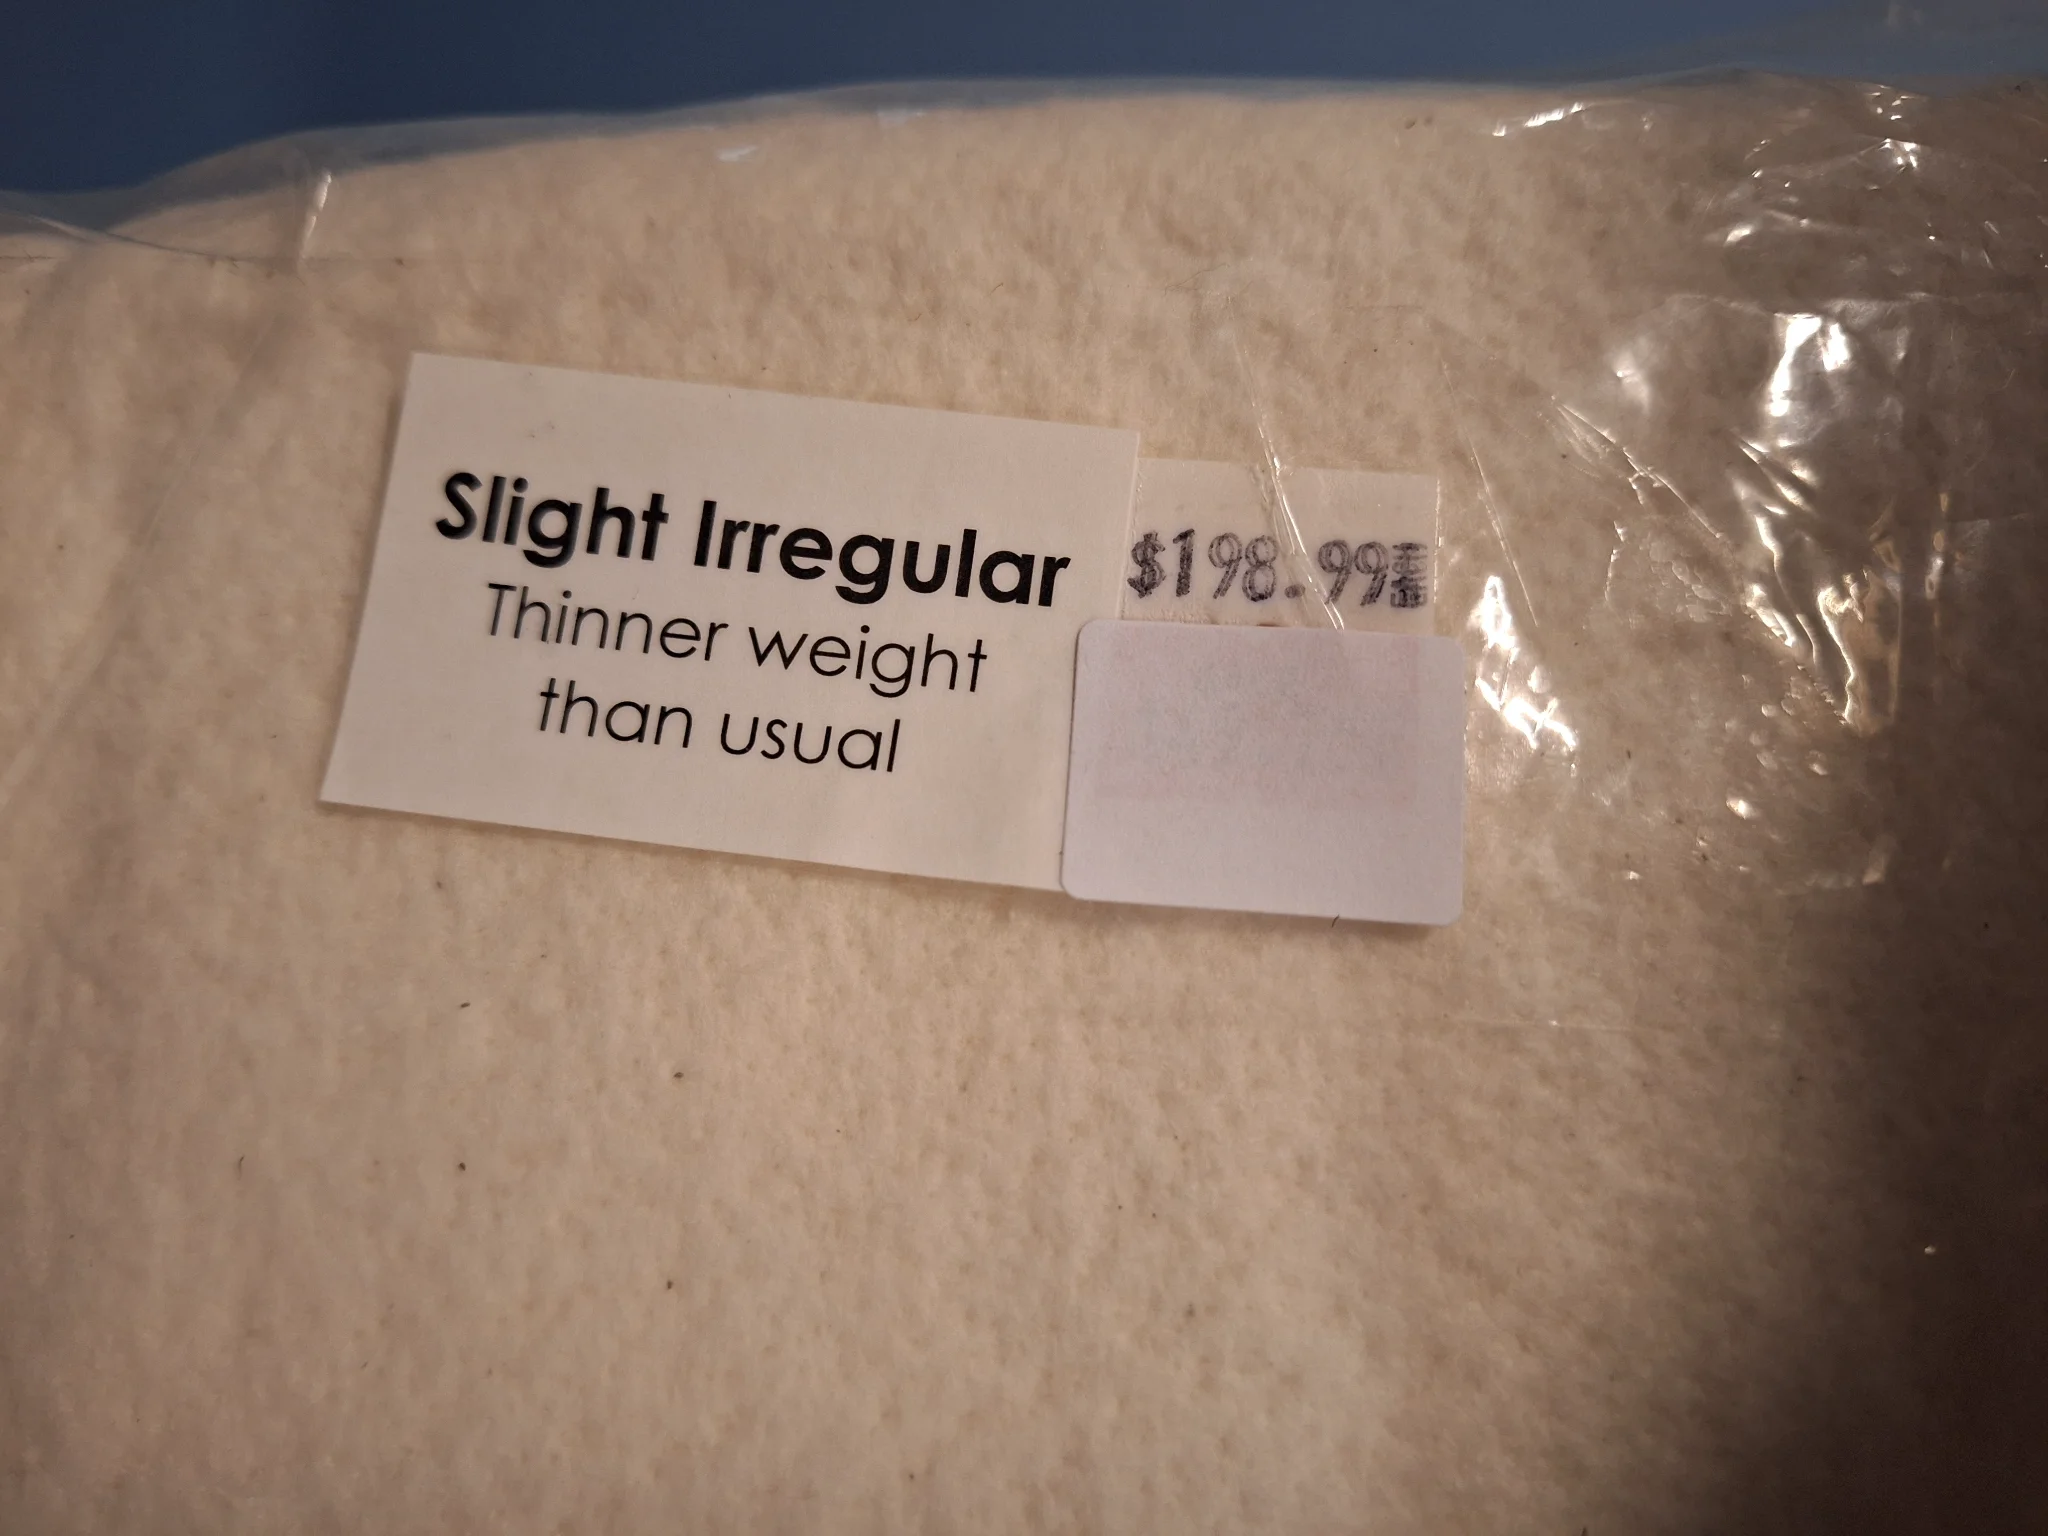 Slight Irregular
Thinner weight
than usual
$198.99